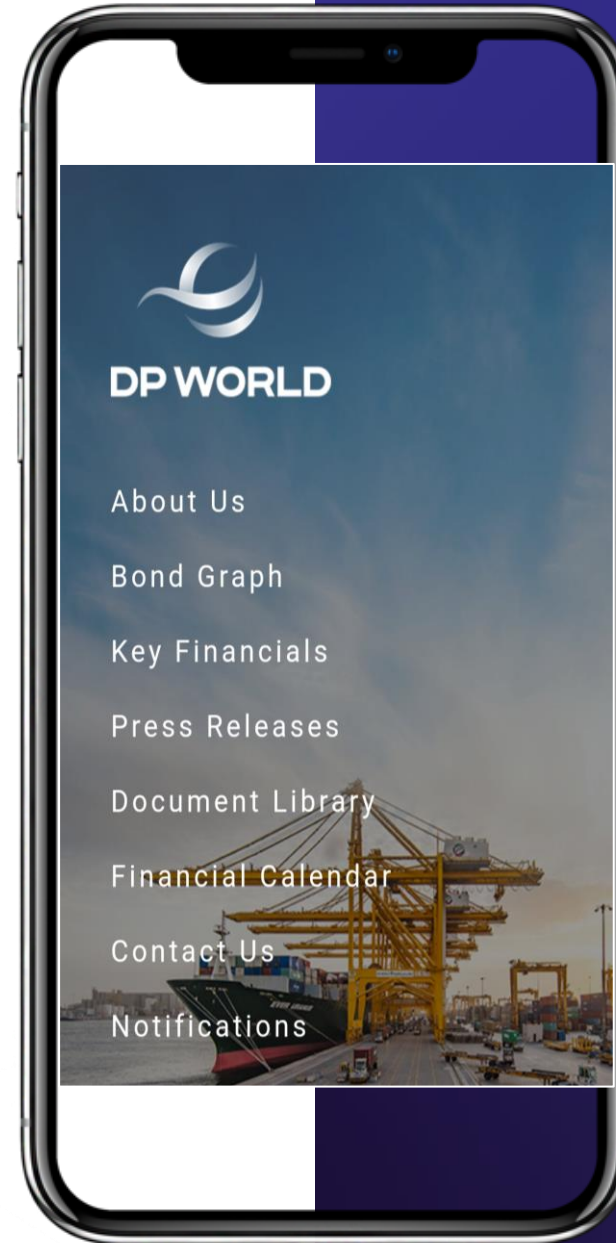 DP WORLD
About Us
Bond Graph
Key Financials
Press Releases
Document Library
Financial Calendar
Contact Us
Notifications